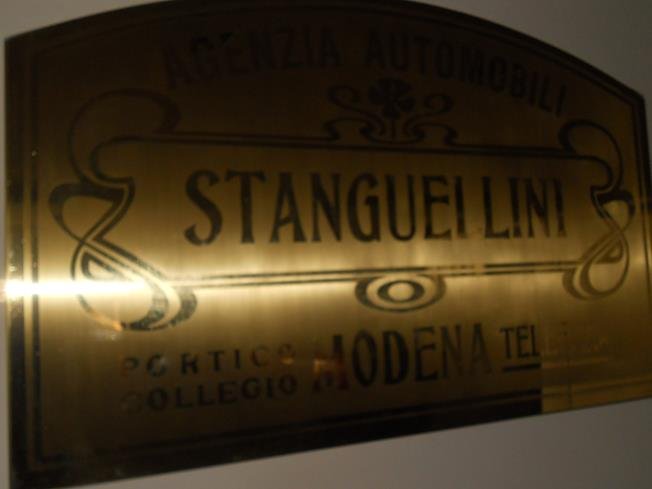 AGENZIA AUTOMOBILI
STANGUELLINI
PORTICO
COLLEGIO
MODENA